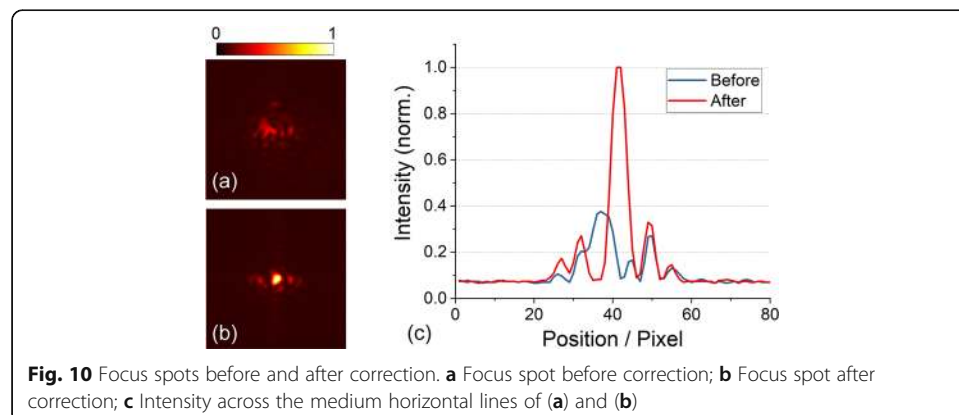 0 1
(a)
(b)
1.0
0.8
0.6
0.4
0.2
0.0
0 20 40 60 80
Intensity (norm.)
Position / Pixel
Before
After
(c)
Fig. 10 Focus spots before and after correction. a Focus spot before correction; b Focus spot after
correction; c Intensity across the medium horizontal lines of (a) and (b)